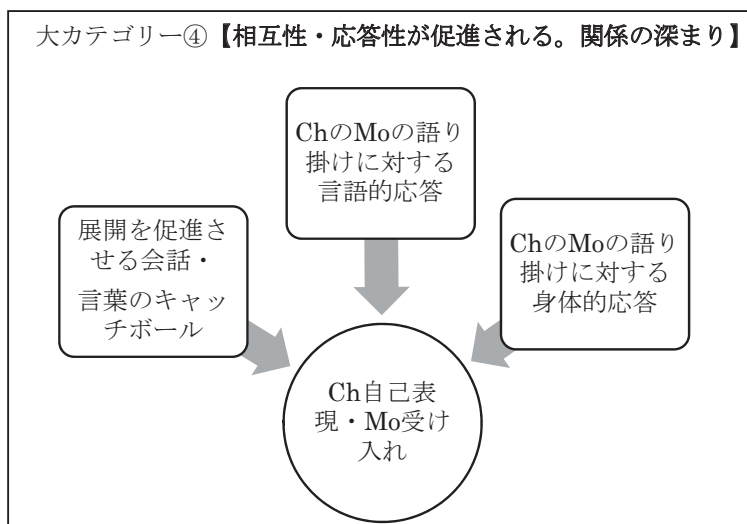 大カテゴリー④【相互性・応答性が促進される。関係の深まり】
ChのMoの語り
掛けに対する
言語的応答
展開を促進さ
せる会話・
言葉のキャッ
チボール
ChのMoの語り
掛けに対する
身体的応答
Ch自己表
現・Mo受け
入れ